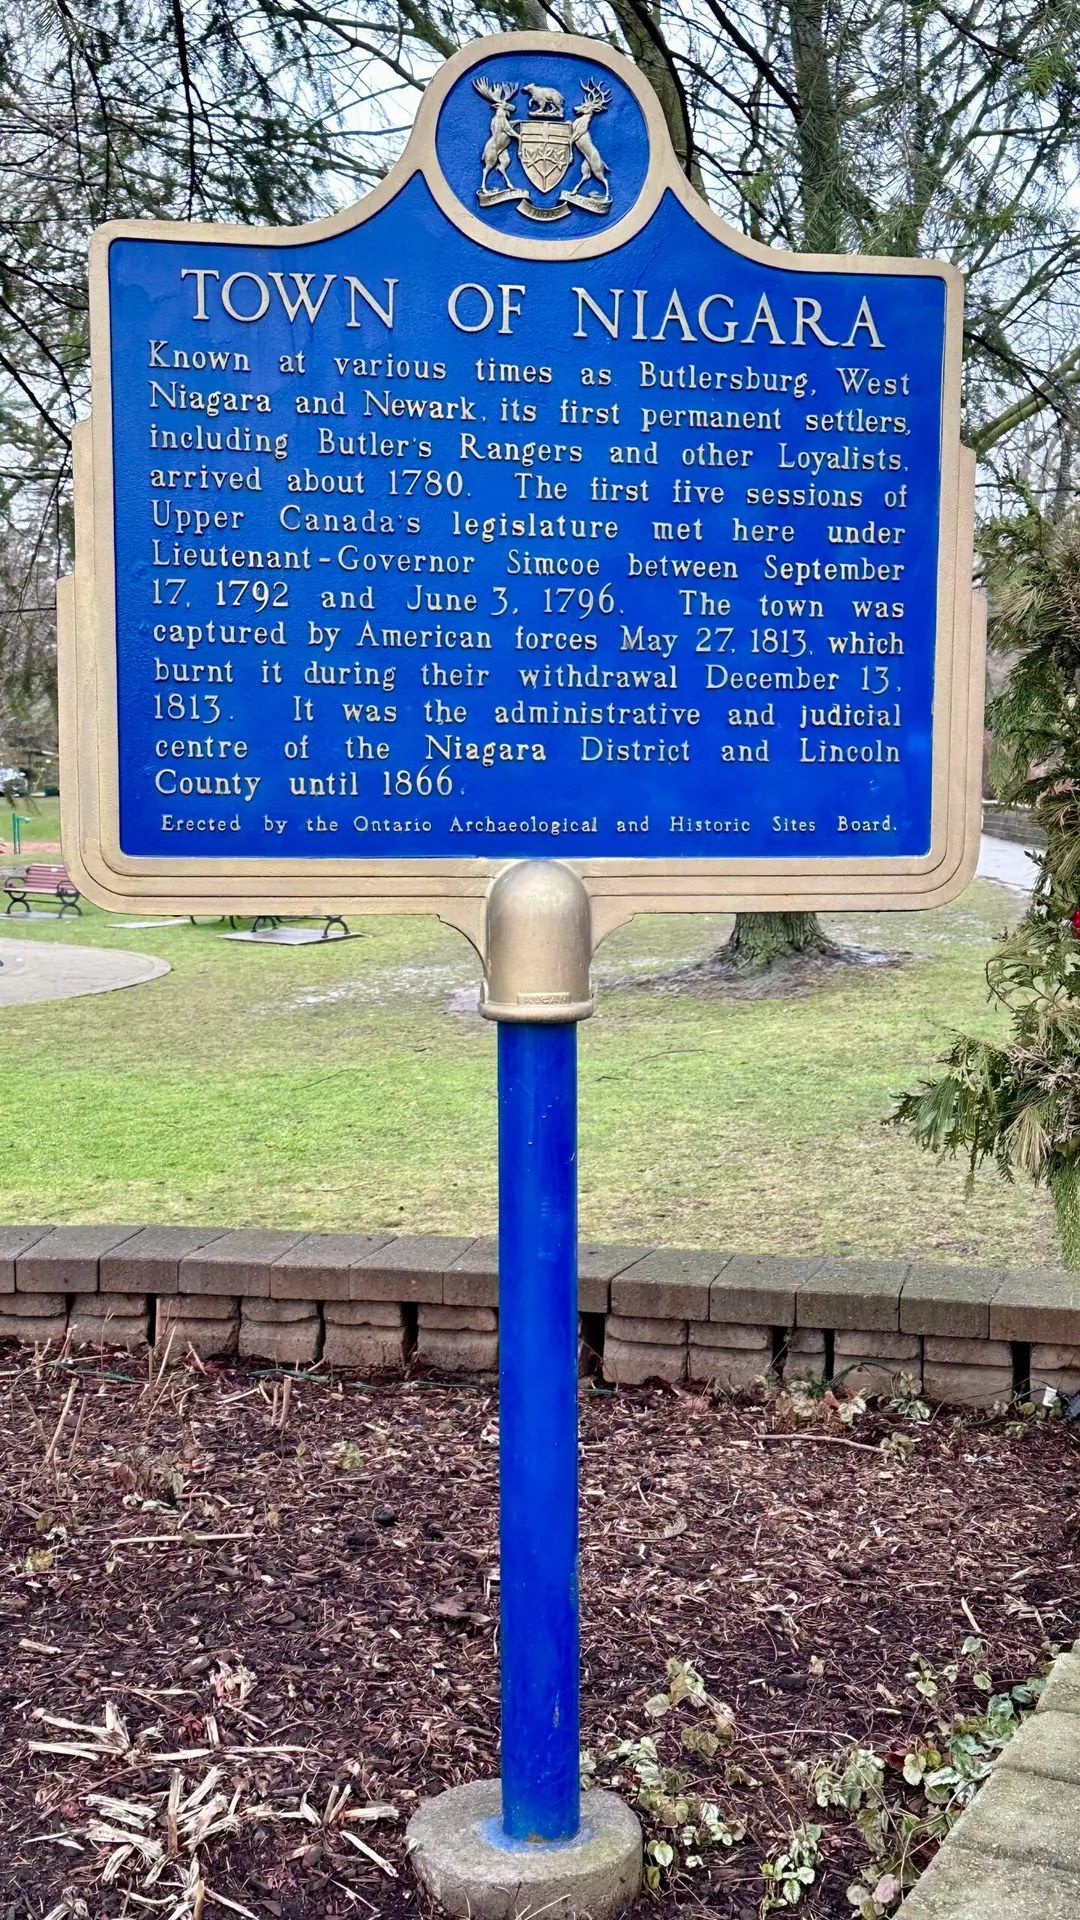 TOWN OF NIAGARA
Known at various times as Butlersburg, West
Niagara and Newark, its first permanent settlers,
including Butler's Rangers and other Loyalists,
arrived about 1780. The first five sessions of
Upper Canada's legislature met here under
Lieutenant-Governor Simcoe between September
17, 1792 and June 3, 1796. The town was
captured by American forces May 27, 1813, which
burnt it during their withdrawal December 13,
1813. It was the administrative and judicial
centre of the Niagara District and Lincoln
County until 1866.
Erected by the Ontario Archaeological and Historic Sites Board.
ALCAN